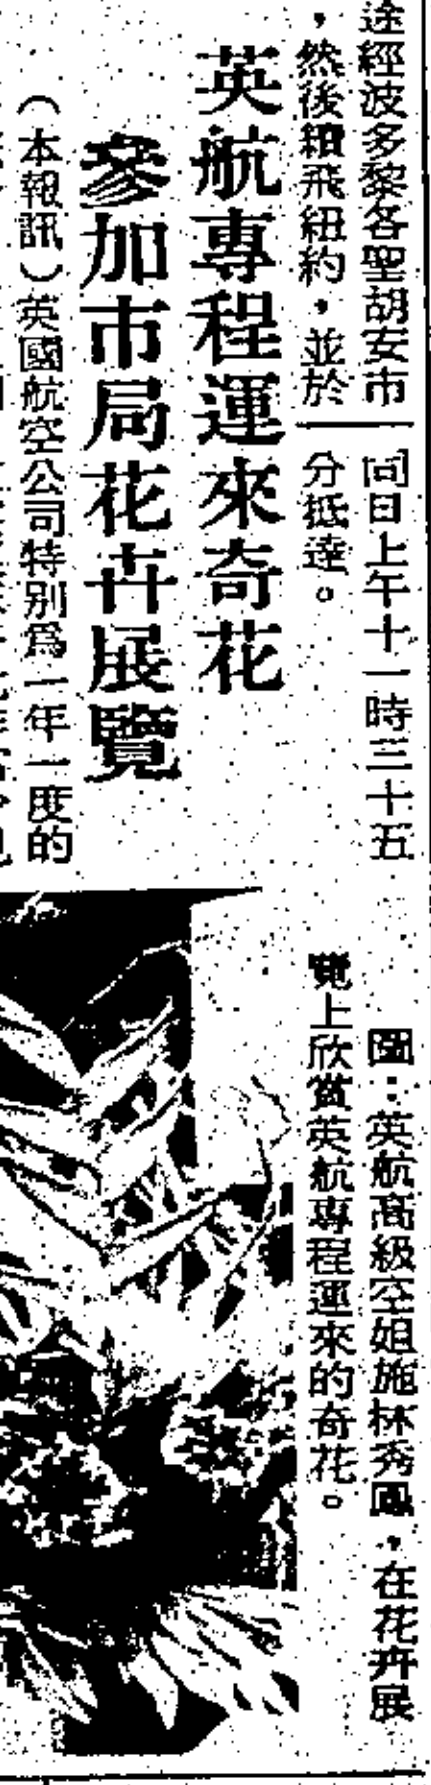 途經波多黎各聖胡安市
，然後續飛紐約，並於
同日上午十一時三十五
分抵達。
英航專程運來奇花
參加市局花卉展覽
（本報訊）英國航空公司特別為一年一度的
圖：英航高級空姐施林秀鳳，在花卉展
覽上欣賞英航專程運來的奇花。